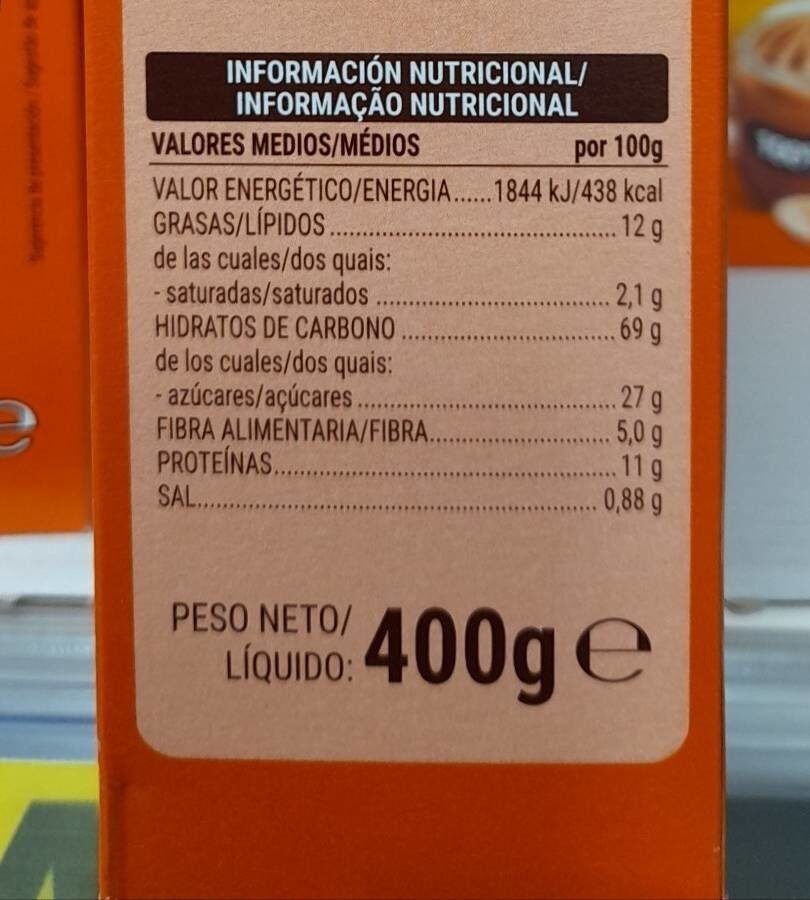 INFORMACIÓN NUTRICIONAL/
INFORMAÇÃO NUTRICIONAL
VALORES MEDIOS/MÉDIOS por 100g
VALOR ENERGÉTICO/ENERGIA......1844 kJ/438 kcal
GRASAS/LÍPIDOS ........................................ 12 g
de las cuales/dos quais:
- saturadas/saturados ................................ 2,1 g
HIDRATOS DE CARBONO ............................. 69 g
de los cuales/dos quais:
- azúcares/açúcares ................................... 27 g
FIBRA ALIMENTARIA/FIBRA......................... 5,0 g
PROTEÍNAS............................................... 11 g
SAL....................................................... 0,88 g
PESO NETO/
LÍQUIDO: 400g e